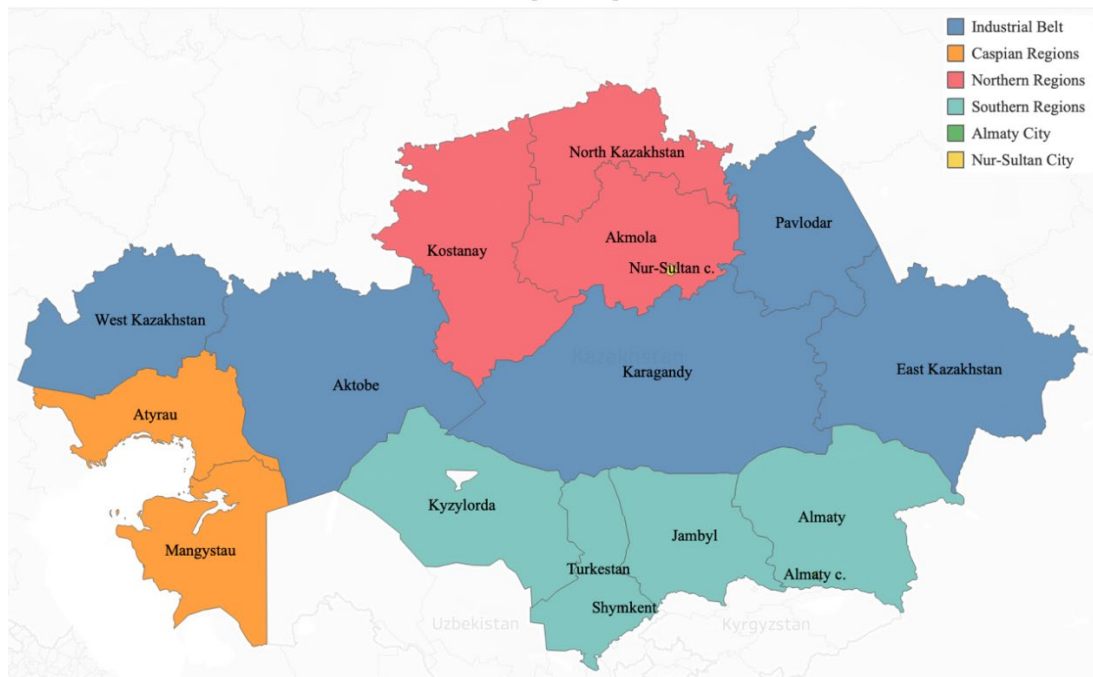 Industrial Belt
Caspian Regions
Northern Regions
Southern Regions
Almaty City
Nur-Sultan City
North Kazakhstan
Pavlodar
Akmola
Kostanay
Nur-Sultan c.
West Kazakhstan
Kazakhstan
Karagandy
East Kazakhstan
Aktobe
Atyrau
Kyzylorda
Almaty
Jambyl
Mangystau
Turkestan
Almaty c.
Shymkent
Uzbekistan
Kyrgyzstan